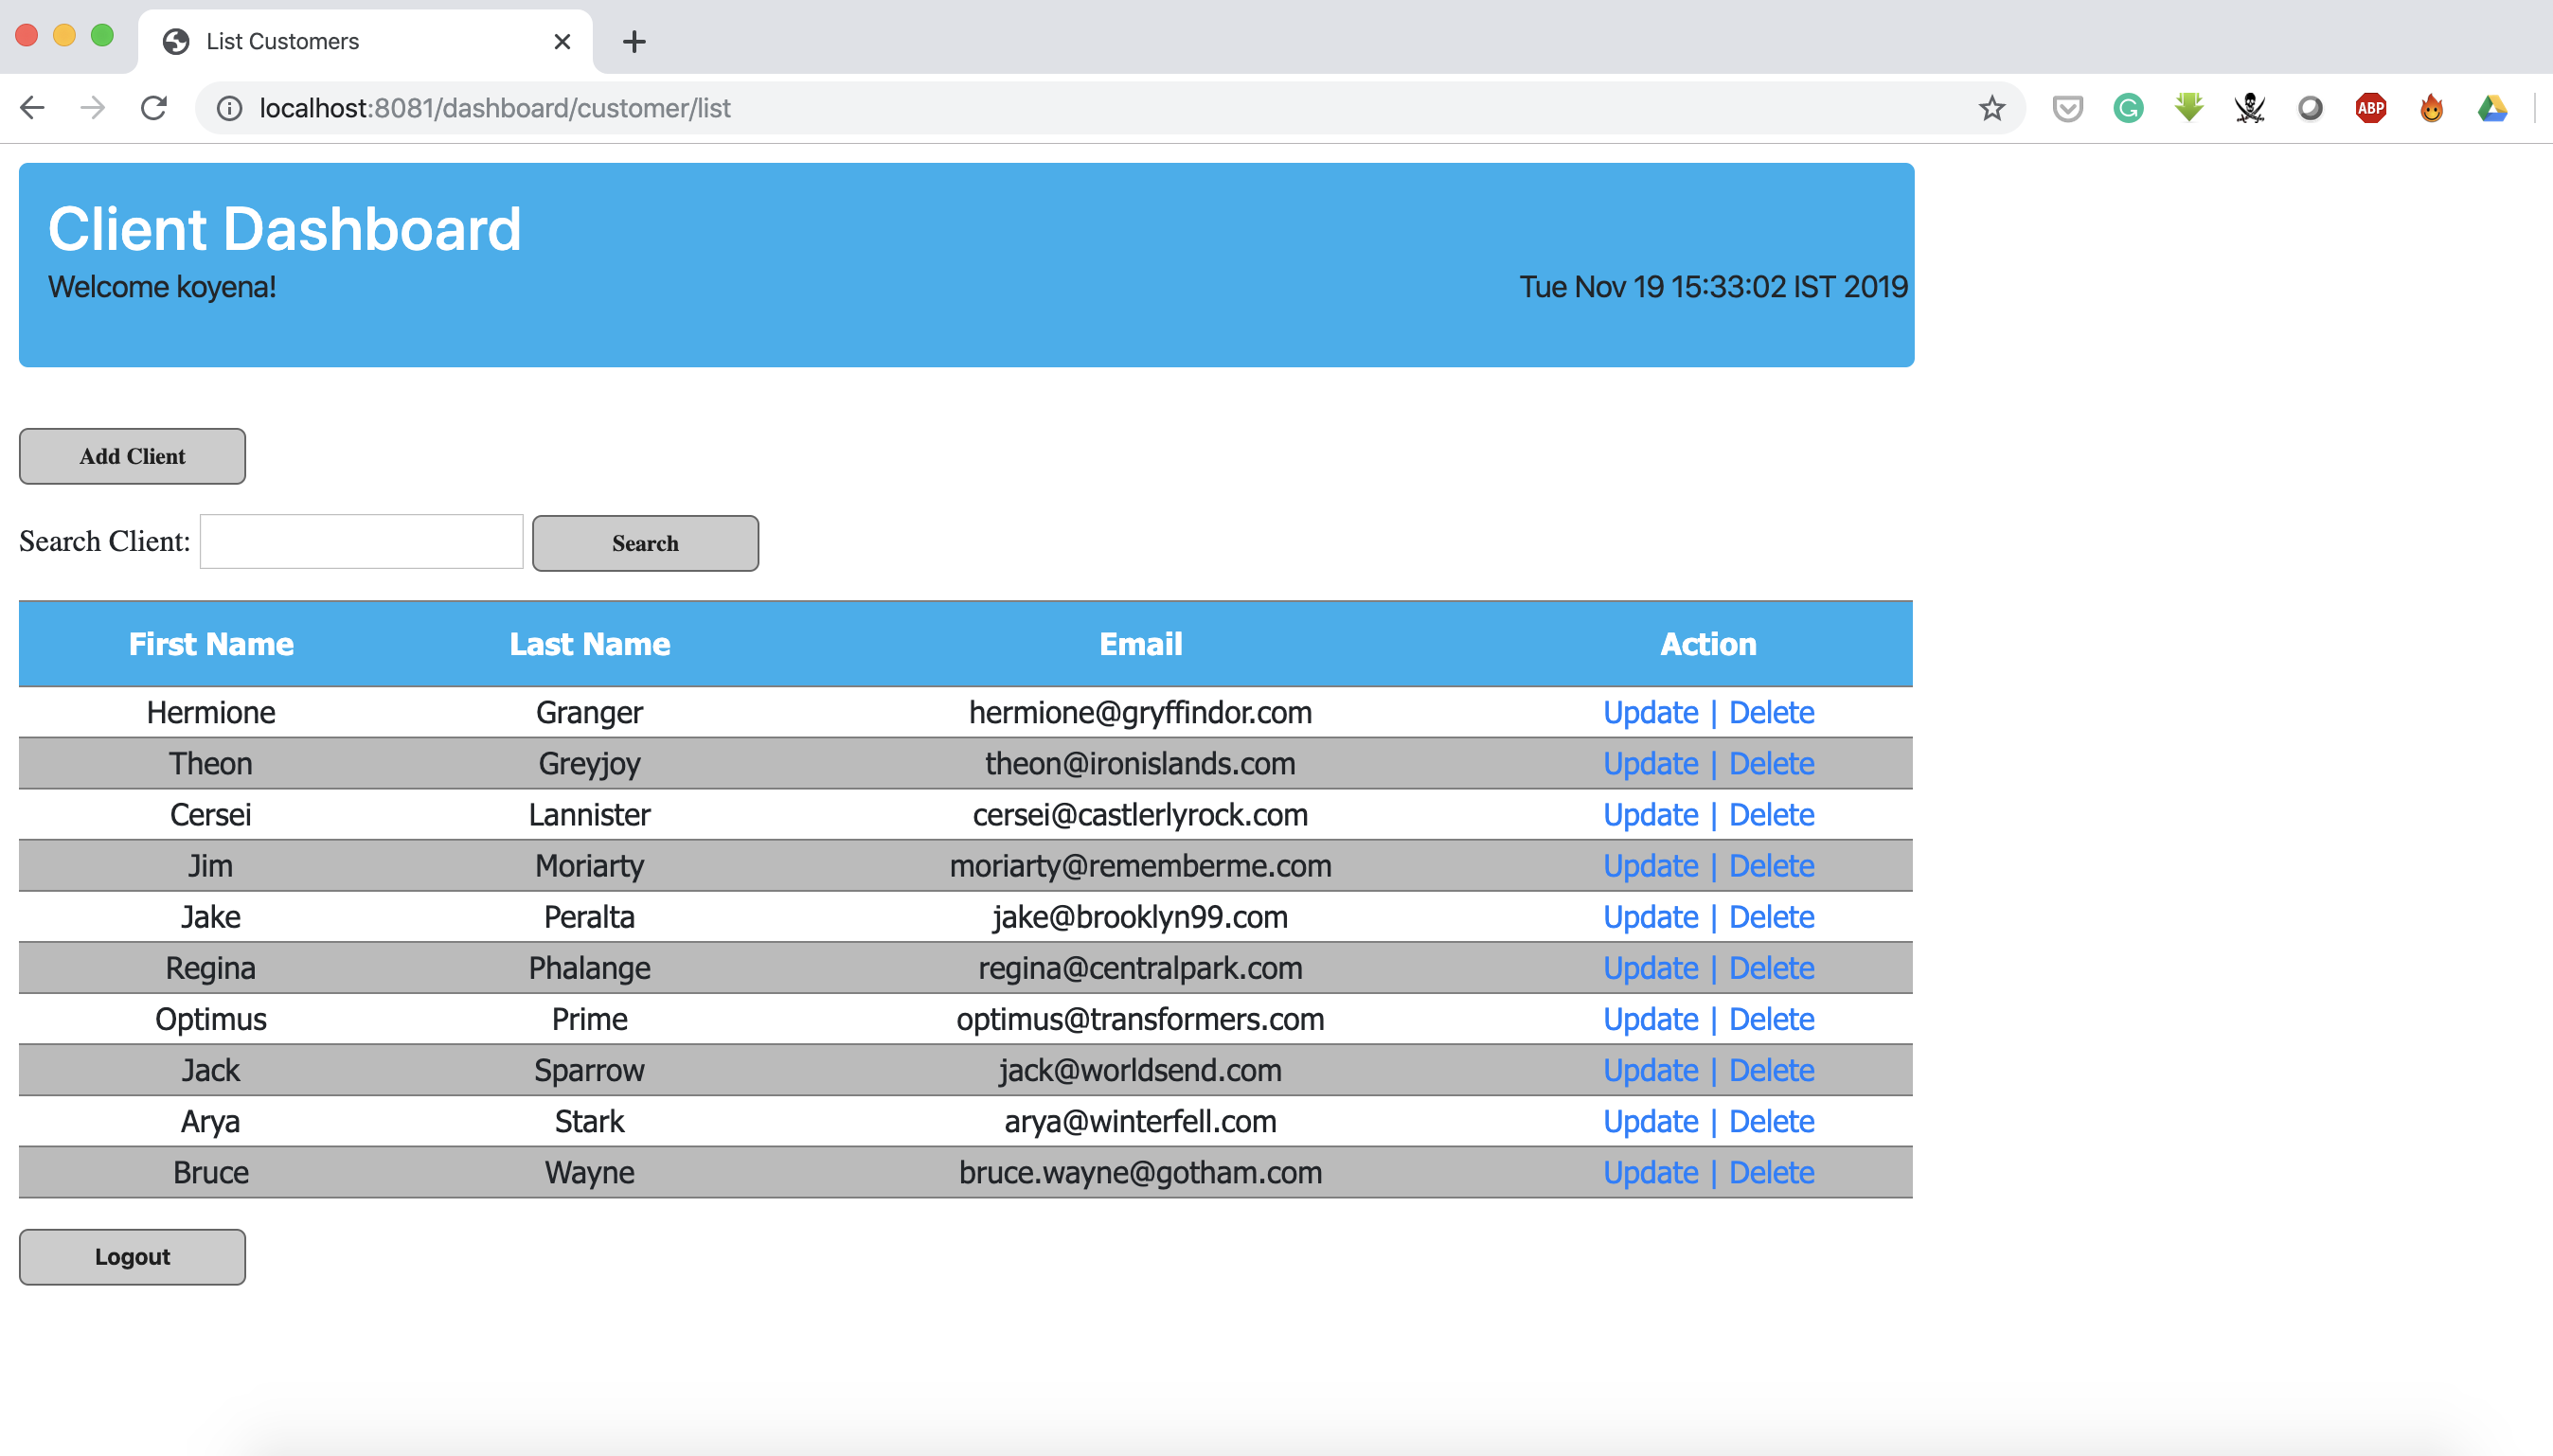 List Customers
localhost:8081/dashboard/customer/list
ABP
Client Dashboard
Welcome koyena! Tue Nov 19 15:33:02 IST 2019
Add Client
Search Client: Search
First Name Last Name Email Action
Hermione Granger hermione@gryffindor.com Update | Delete
Theon Greyjoy theon@ironislands.com Update | Delete
Cersei Lannister cersei@castlerlyrock.com Update | Delete
Jim Moriarty moriarty@rememberme.com Update | Delete
Jake Peralta jake@brooklyn99.com Update | Delete
Regina Phalange regina@centralpark.com Update | Delete
Optimus Prime optimus@transformers.com Update | Delete
Jack Sparrow jack@worldsend.com Update | Delete
Arya Stark arya@winterfell.com Update | Delete
Bruce Wayne bruce.wayne@gotham.com Update | Delete
Logout